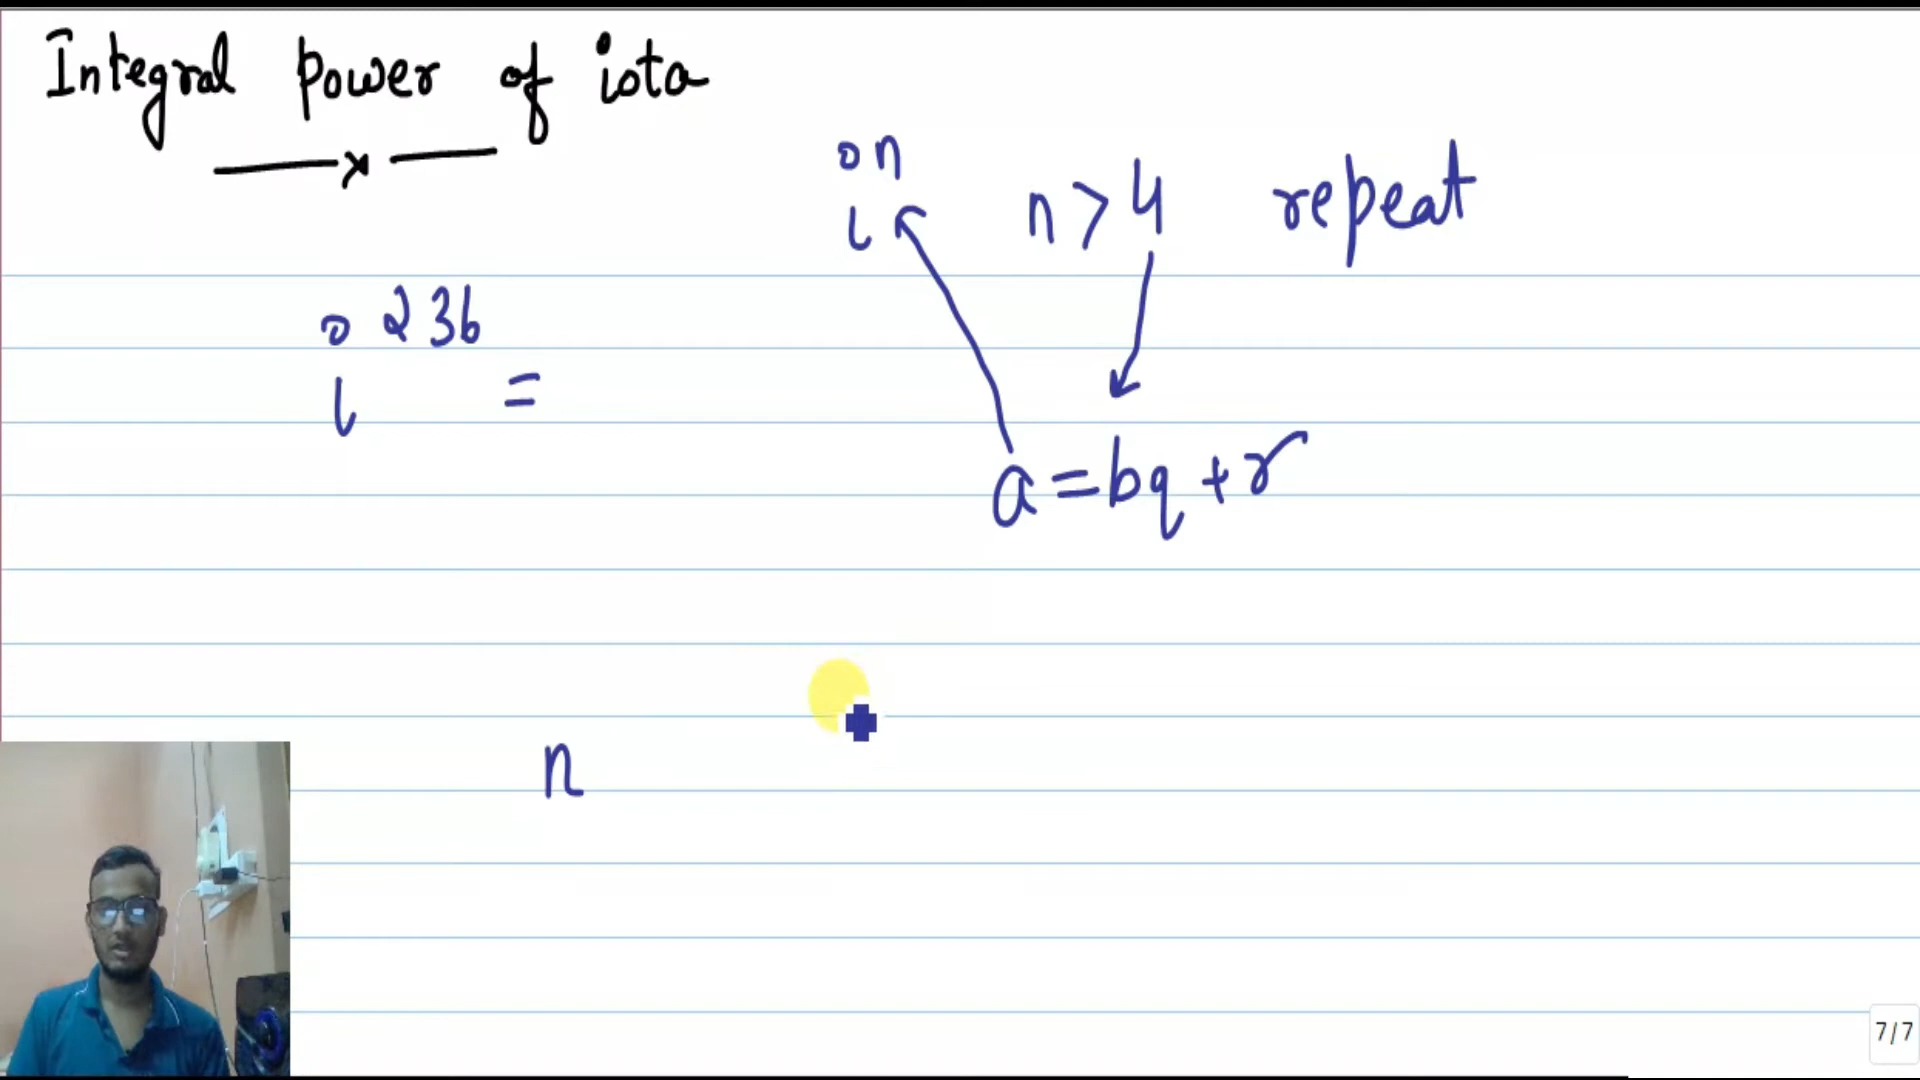 Integral power of iota
i^n n>4 repeat
i^236 =
a=bq+r
n
7/7